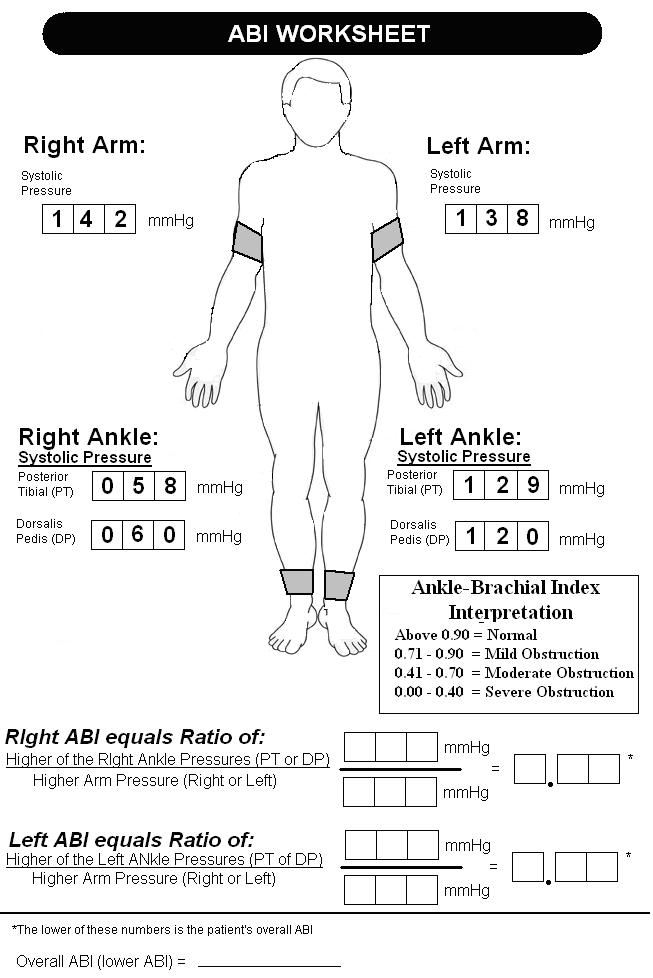 ABI WORKSHEET
Right Arm:
Systolic
Pressure
1 4 2 mmHg
Left Arm:
Systolic
Pressure
1 3 8 mmHg
Right Ankle:
Systolic Pressure
Posterior
Tibial (PT) 0 5 8 mmHg
Dorsalis
Pedis (DP) 0 6 0 mmHg
Left Ankle:
Systolic Pressure
Posterior
Tibial (PT) 1 2 9 mmHg
Dorsalis
Pedis (DP) 1 2 0 mmHg
Ankle-Brachial Index
Interpretation
Above 0.90 = Normal
0.71 - 0.90 = Mild Obstruction
0.41 - 0.70 = Moderate Obstruction
0.00 - 0.40 = Severe Obstruction
RIght ABI equals Ratio of:
Higher of the RIght Ankle Pressures (PT or DP)
Higher Arm Pressure (Right or Left)
mmHg
mmHg
= . *
Left ABI equals Ratio of:
Higher of the Left ANkle Pressures (PT of DP)
Higher Arm Pressure (Right or Left)
mmHg
mmHg
= . *
*The lower of these numbers is the patient's overall ABI
Overall ABI (lower ABI) =